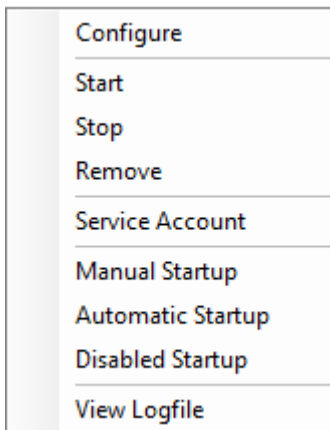 Configure
Start
Stop
Remove
Service Account
Manual Startup
Automatic Startup
Disabled Startup
View Logfile